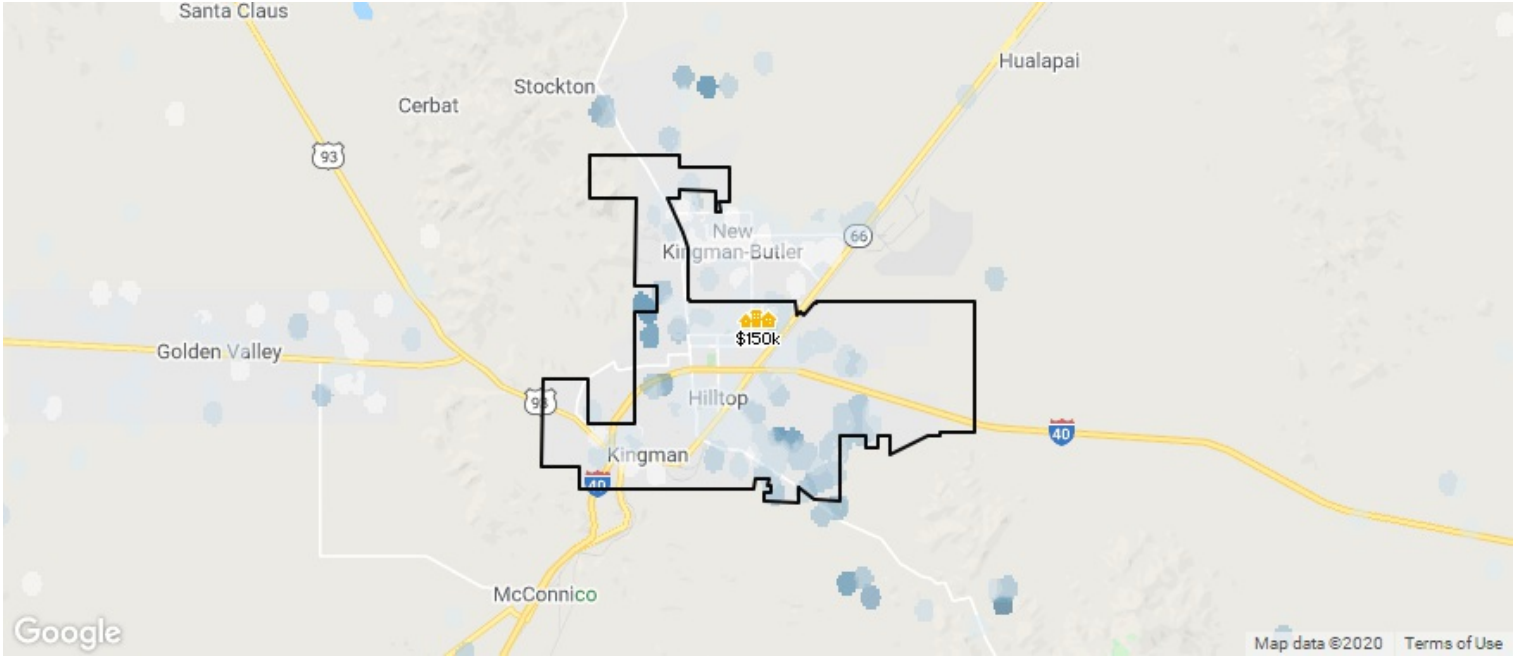 Santa Claus
Hualapai
Stockton
Cerbat
93
New
Kingman-Butler
66
$150k
Golden Valley
93
Hilltop
40
Kingman
40
McConnico
Google
Map data ©2020 Terms of Use